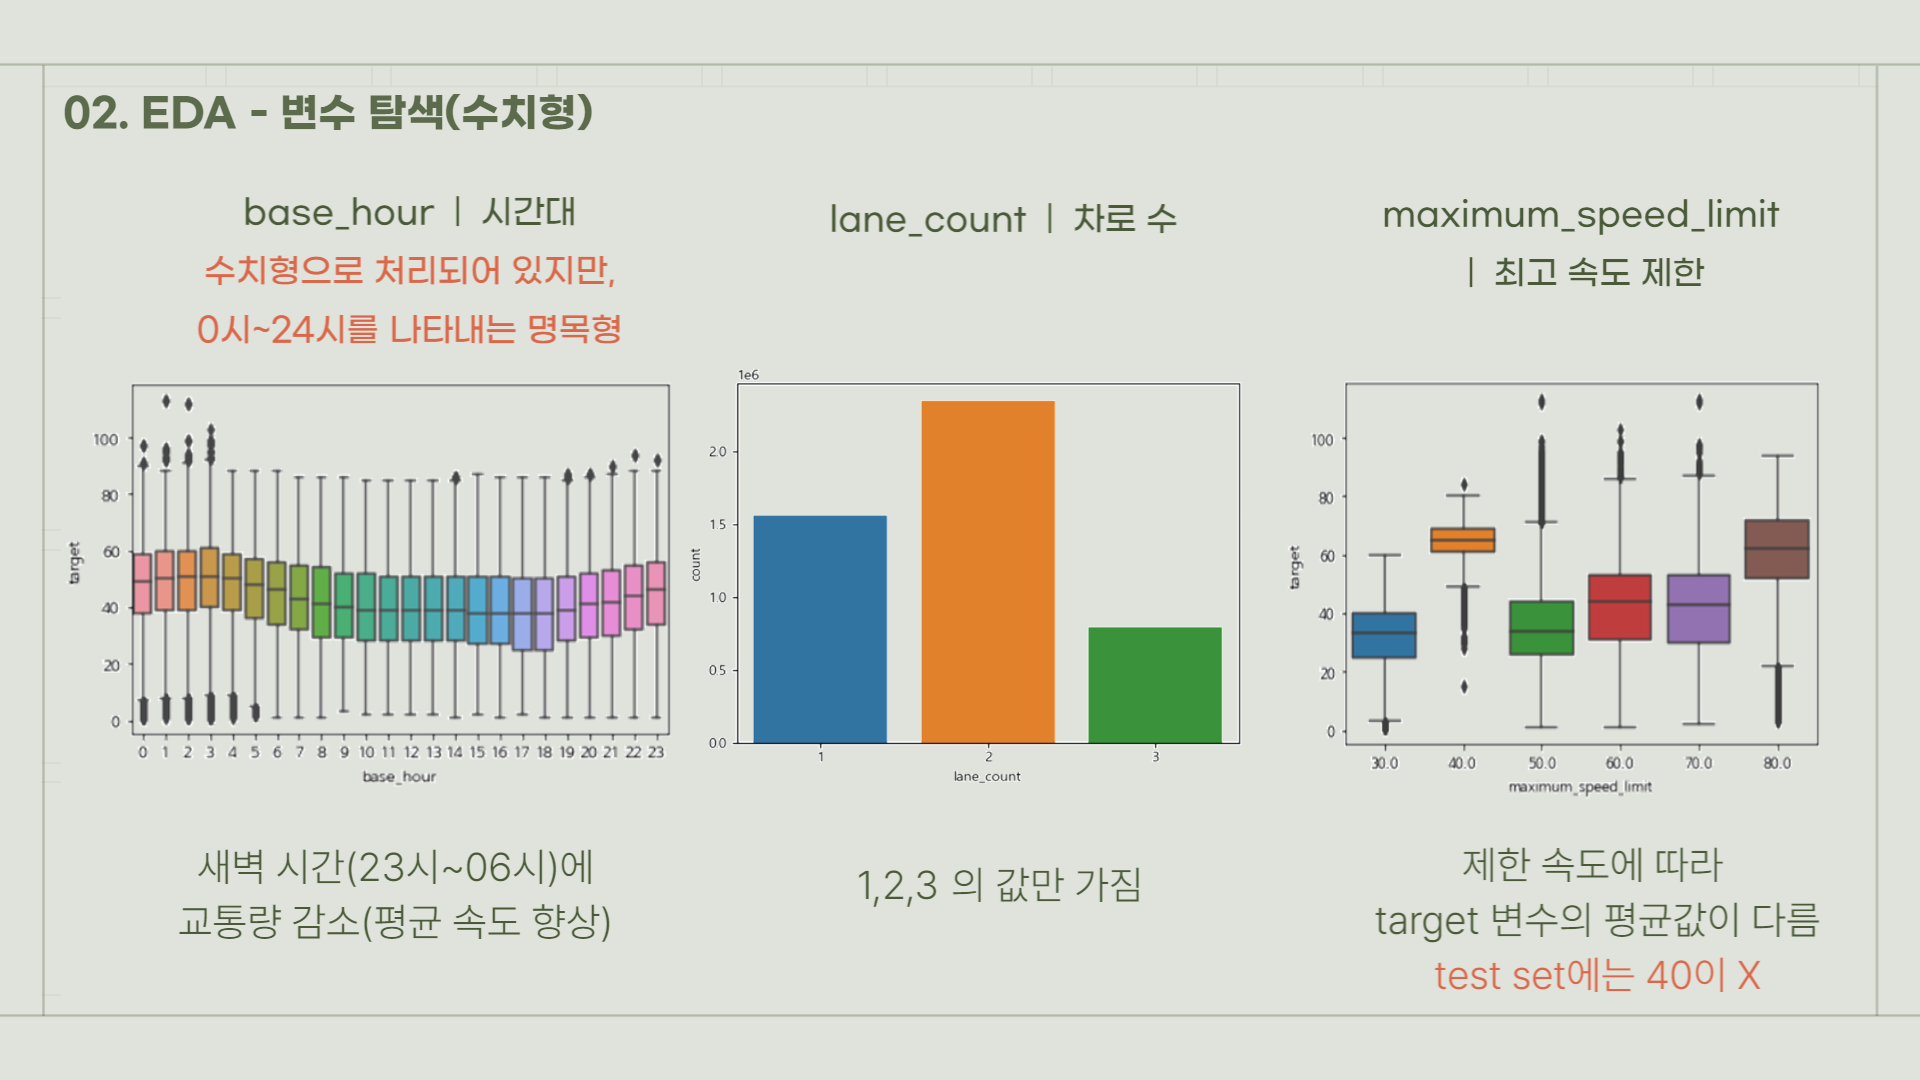 02. EDA - 변수 탐색(수치형)
base_hour | 시간대
수치형으로 처리되어 있지만,
0시~24시를 나타내는 명목형
100
80
60
40
20
0
target
0 1 2 3 4 5 6 7 8 9 10 11 12 13 14 15 16 17 18 19 20 21 22 23
base_hour
새벽 시간(23시~06시)에
교통량 감소(평균 속도 향상)
lane_count | 차로 수
1e6
2.0
1.5
1.0
0.5
0.0
count
1 2 3
lane_count
1,2,3 의 값만 가짐
maximum_speed_limit
| 최고 속도 제한
100
80
60
40
20
0
target
30.0 40.0 50.0 60.0 70.0 80.0
maximum_speed_limit
제한 속도에 따라
target 변수의 평균값이 다름
test set에는 40이 X